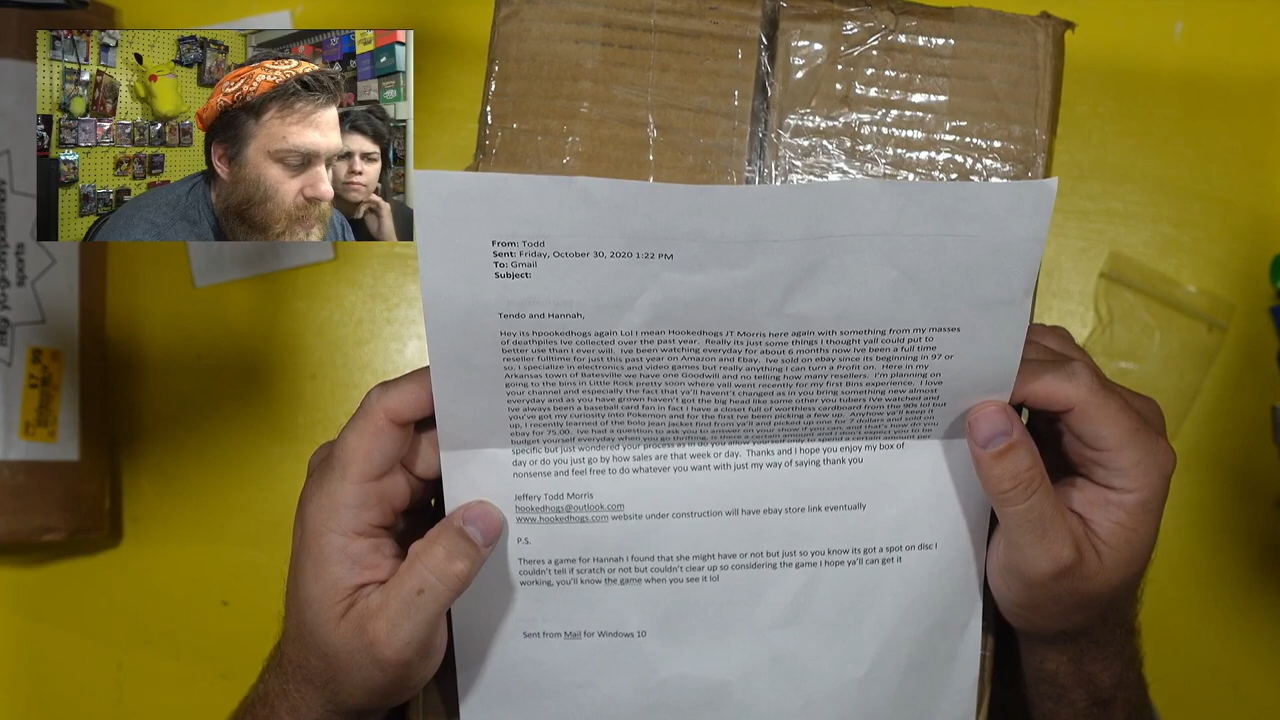 From: Todd
Sent: Friday, October 30, 2020 1:22 PM
To: Gmail
Subject:
Tendo and Hannah,
Hey its hpookedhogs again Lol I mean Hookedhogs JT Morris here again with something from my masses
of deathpiles Ive collected over the past year. Really its just some things I thought yall could put to
better use than I ever will. Ive been watching everyday for about 6 months now Ive been a full time
reseller fulltime for just this past year on Amazon and Ebay. Ive sold on ebay since its beginning in 97 or
so. I specialize in electronics and video games but really anything I can turn a Profit on. Here in my
Arkansas town of Batesville we have one Goodwill and no telling how many resellers. I'm planning on
going to the bins in Little Rock pretty soon where yall went recently for my first Bins experience. I love
your channel and especially the fact that ya'll haven't changed as in you bring something new almost
everyday and as you have grown haven't got the big head like some other you tubers IVe watched and
Ive always been a baseball card fan in fact I have a closet full of worthless cardboard from the 90s lol but
you've got my curiosity into Pokemon and for the first Ive been picking a few up. Anyhow ya'll keep it
up, I recently learned of the bolo jean jacket find from ya'll and picked up one for 7 dollars and sold on
ebay for 75.00. Ive had a question to ask you to answer on your show if you can, and that's how do you
budget yourself everyday when you go thrifting, is there a certain amount and I don't expect you to be
specific but just wondered your process as in do you allow yourself only to spend a certain amount per
day or do you just go by how sales are that week or day. Thanks and I hope you enjoy my box of
nonsense and feel free to do whatever you want with just my way of saying thank you
Jeffery Todd Morris
hookedhogs@outlook.com
www.hookedhogs.com website under construction will have ebay store link eventually
P.S.
Theres a game for Hannah I found that she might have or not but just so you know its got a spot on disc I
couldn't tell if scratch or not but couldn't clear up so considering the game I hope ya'll can get it
working, you'll know the game when you see it lol
Sent from Mail for Windows 10
mtg yu-gi-oh pokemon
sports